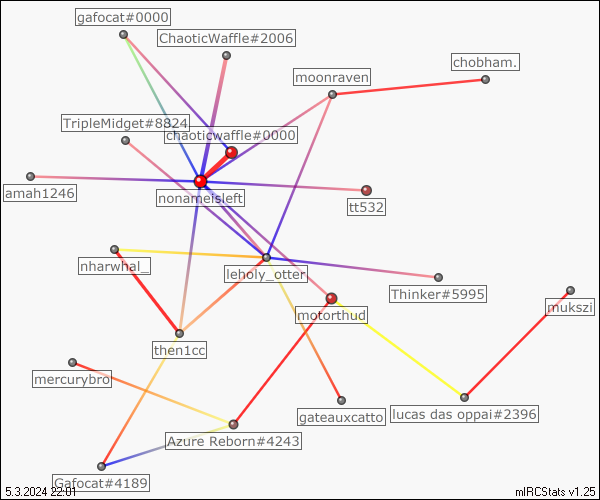 gafocat#0000
ChaoticWaffle#2006
chobham.
moonraven
TripleMidget#8824
chaoticwaffle#0000
amah1246
nonameisleft
tt532
nharwhal_
leholy_otter
Thinker#5995
mukszi
motorthud
then1cc
mercurybro
gateauxcatto
lucas das oppai#2396
Azure Reborn#4243
Gafocat#4189
5.3.2024 22:01
mIRCStats v1.25